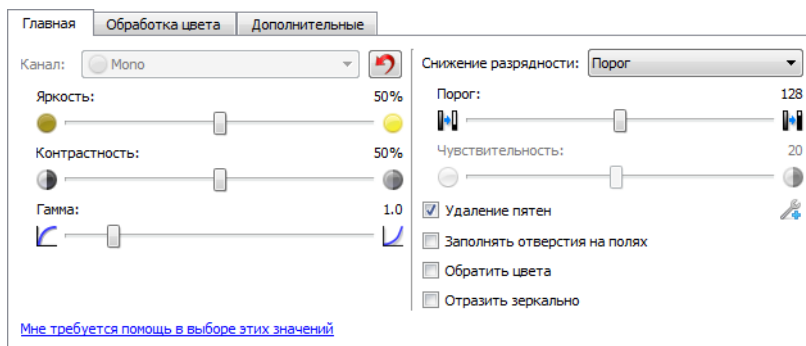 Главная Обработка цвета Дополнительные
Канал: Mono
Яркость: 50%
Контрастность: 50%
Гамма: 1.0
Мне требуется помощь в выборе этих значений
Снижение разрядности: Порог
Порог: 128
Чувствительность: 20
Удаление пятен
Заполнять отверстия на полях
Обратить цвета
Отразить зеркально